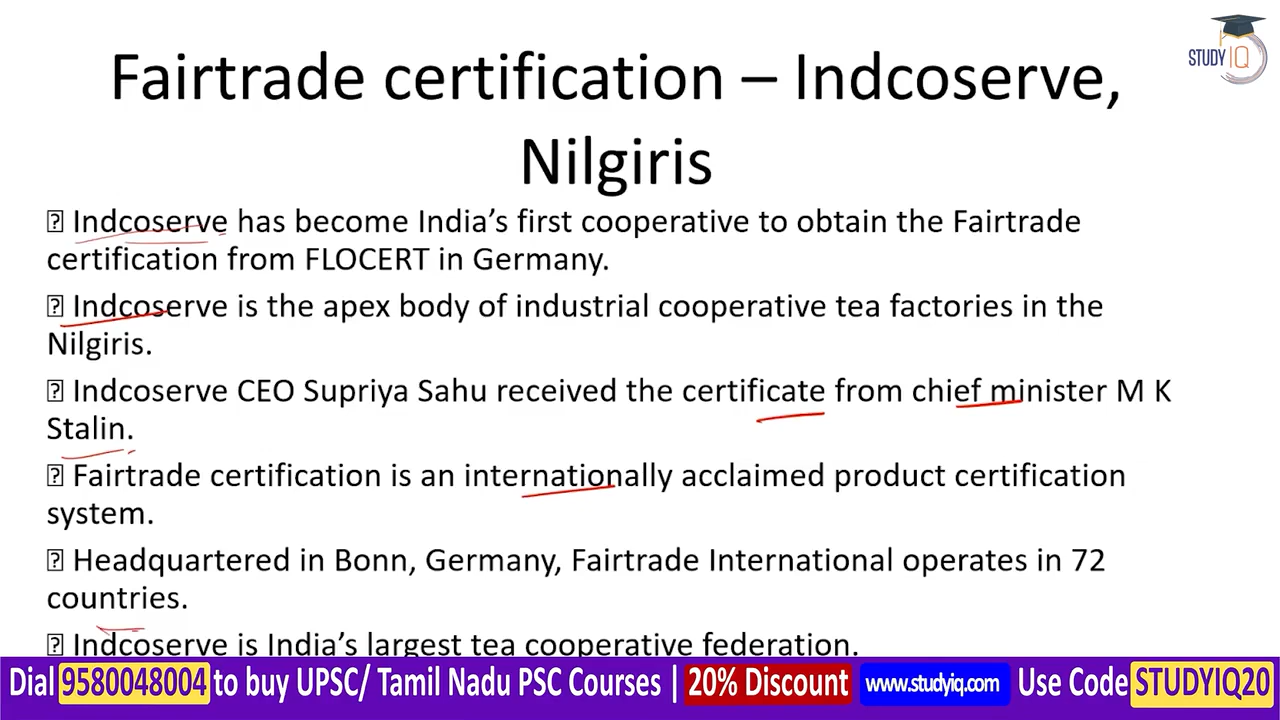 STUDY IQ
Fairtrade certification – Indcoserve,
Nilgiris
Indcoserve has become India’s first cooperative to obtain the Fairtrade
certification from FLOCERT in Germany.
Indcoserve is the apex body of industrial cooperative tea factories in the
Nilgiris.
Indcoserve CEO Supriya Sahu received the certificate from chief minister M K
Stalin.
Fairtrade certification is an internationally acclaimed product certification
system.
Headquartered in Bonn, Germany, Fairtrade International operates in 72
countries.
Indcoserve is India’s largest tea cooperative federation.
Dial 9580048004 to buy UPSC/ Tamil Nadu PSC Courses | 20% Discount www.studyiq.com Use Code STUDYIQ20